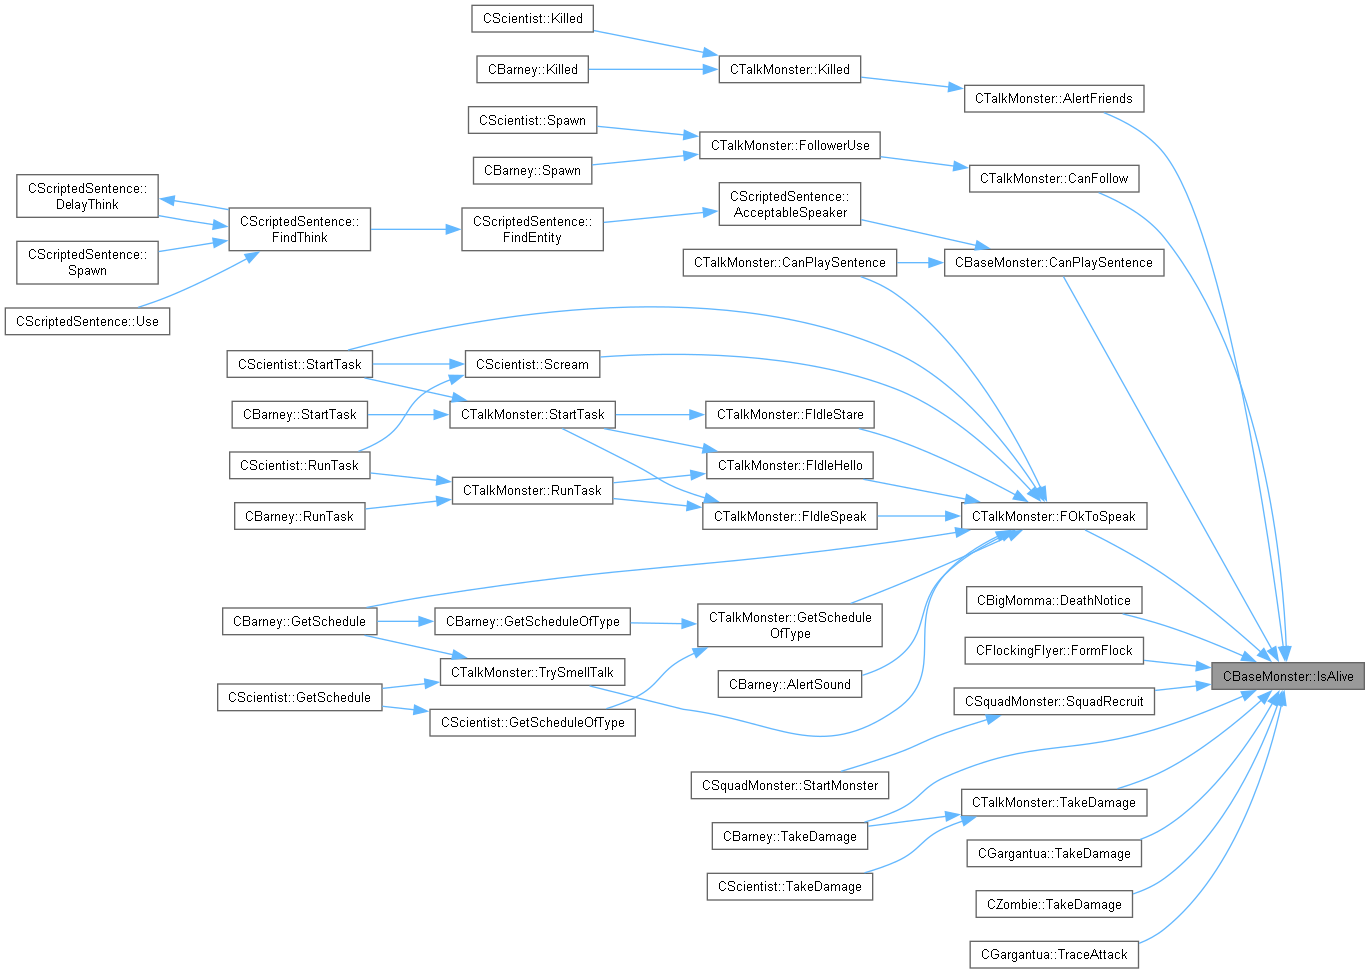 CScientist::Killed
CBarney::Killed
CTalkMonster::Killed
CTalkMonster::AlertFriends
CScientist::Spawn
CBarney::Spawn
CTalkMonster::FollowerUse
CTalkMonster::CanFollow
CScriptedSentence::
DelayThink
CScriptedSentence::
Spawn
CScriptedSentence::Use
CScriptedSentence::
FindThink
CScriptedSentence::
FindEntity
CScriptedSentence::
AcceptableSpeaker
CTalkMonster::CanPlaySentence
CBaseMonster::CanPlaySentence
CScientist::StartTask
CScientist::Scream
CBarney::StartTask
CTalkMonster::StartTask
CTalkMonster::FIdleStare
CScientist::RunTask
CTalkMonster::FIdleHello
CBarney::RunTask
CTalkMonster::RunTask
CTalkMonster::FIdleSpeak
CTalkMonster::FOkToSpeak
CBigMomma::DeathNotice
CBarney::GetSchedule
CBarney::GetScheduleOfType
CTalkMonster::GetSchedule
OfType
CFlockingFlyer::FormFlock
CTalkMonster::TrySmellTalk
CBarney::AlertSound
CBaseMonster::IsAlive
CScientist::GetSchedule
CScientist::GetScheduleOfType
CSquadMonster::SquadRecruit
CSquadMonster::StartMonster
CTalkMonster::TakeDamage
CBarney::TakeDamage
CGargantua::TakeDamage
CScientist::TakeDamage
CZombie::TakeDamage
CGargantua::TraceAttack